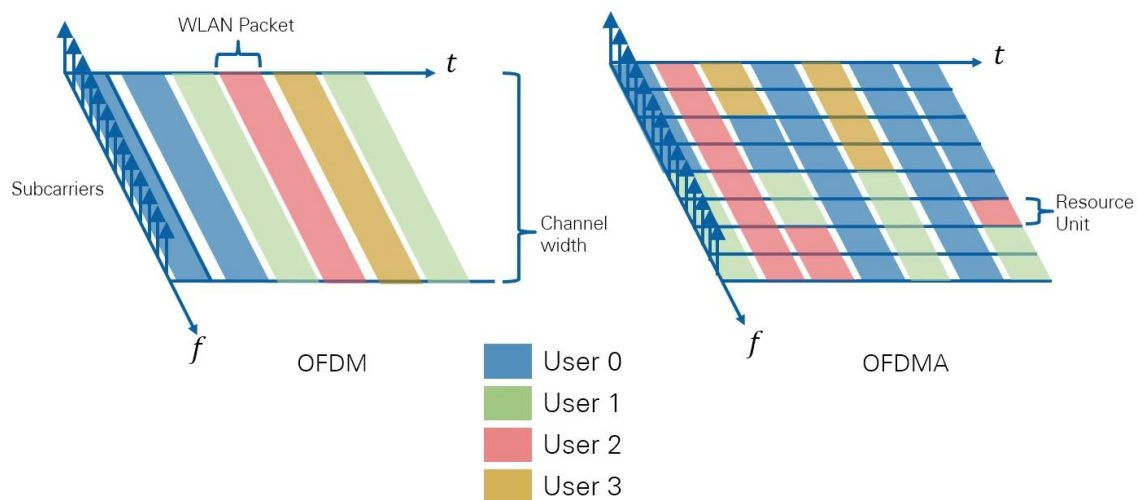 WLAN Packet
t
t
Subcarriers
Channel
width
Resource
Unit
f
f
OFDM
OFDMA
User 0
User 1
User 2
User 3